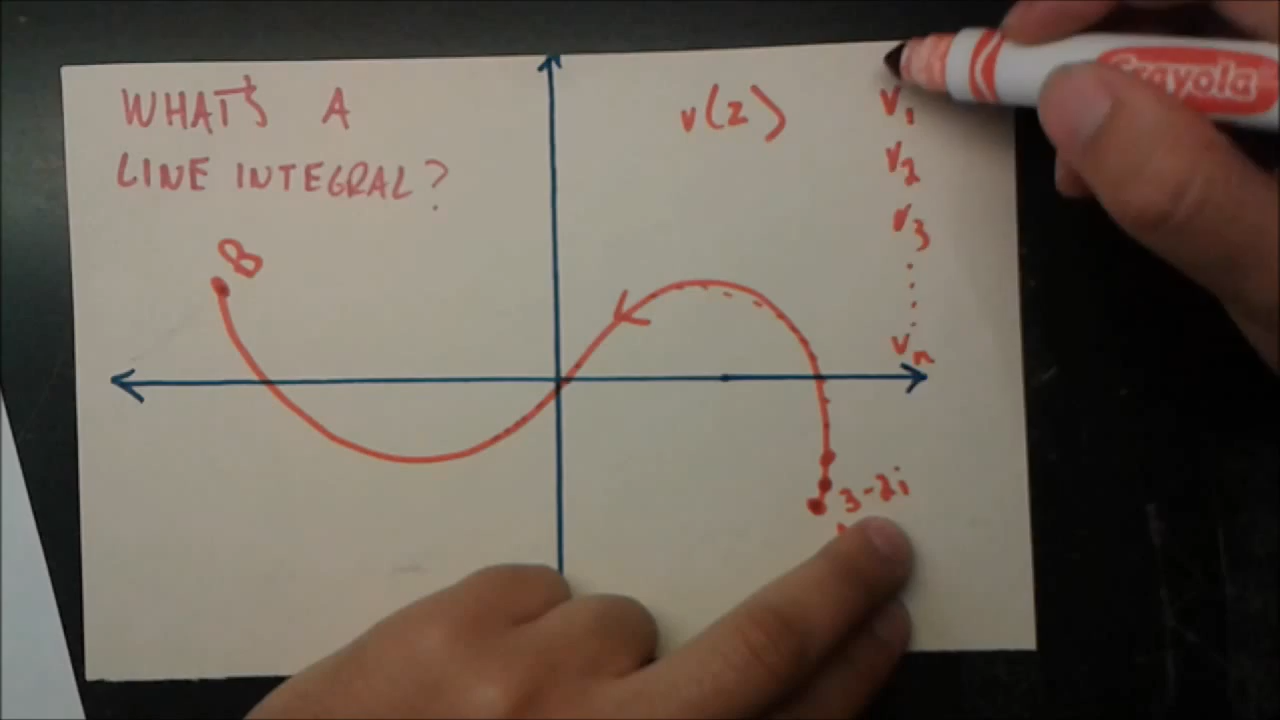 WHAT'S A
LINE INTEGRAL?
v(z)
v1
v2
v3
vn
B
3-2i
Crayola